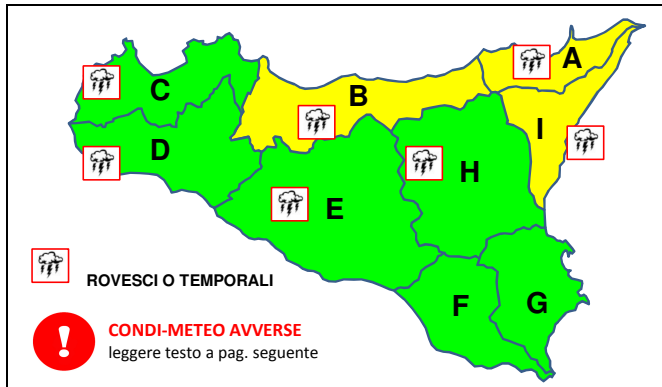 A
B
C
I
D
H
E
F
G
ROVESCI O TEMPORALI
CONDI-METEO AVVERSE
leggere testo a pag. seguente